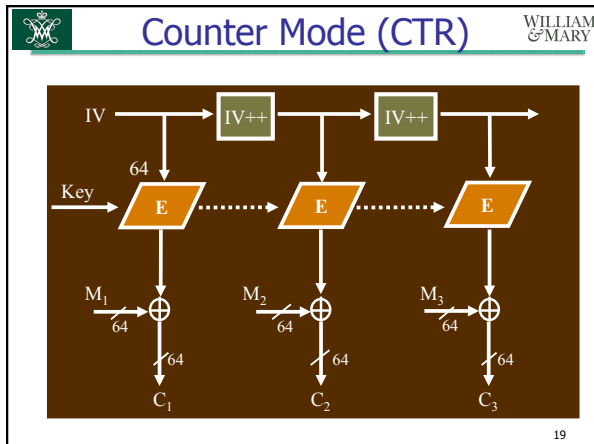 Counter Mode (CTR)
WILLIAM
& MARY
IV
IV++
IV++
64
Key
E
E
E
M1
M2
M3
64
64
64
64
64
64
C1
C2
C3
19